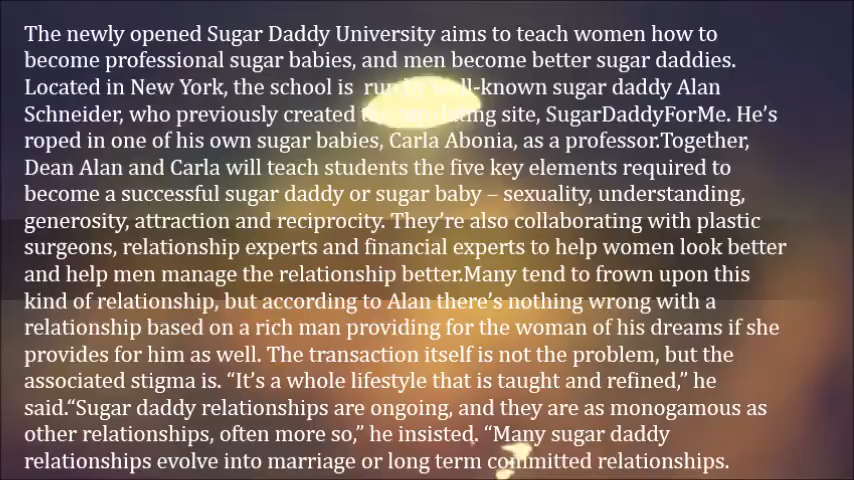 The newly opened Sugar Daddy University aims to teach women how to
become professional sugar babies, and men become better sugar daddies.
Located in New York, the school is run by well-known sugar daddy Alan
Schneider, who previously created the dating site, SugarDaddyForMe. He’s
roped in one of his own sugar babies, Carla Abonia, as a professor.Together,
Dean Alan and Carla will teach students the five key elements required to
become a successful sugar daddy or sugar baby – sexuality, understanding,
generosity, attraction and reciprocity. They’re also collaborating with plastic
surgeons, relationship experts and financial experts to help women look better
and help men manage the relationship better.Many tend to frown upon this
kind of relationship, but according to Alan there’s nothing wrong with a
relationship based on a rich man providing for the woman of his dreams if she
provides for him as well. The transaction itself is not the problem, but the
associated stigma is. “It’s a whole lifestyle that is taught and refined,” he
said.“Sugar daddy relationships are ongoing, and they are as monogamous as
other relationships, often more so,” he insisted. “Many sugar daddy
relationships evolve into marriage or long term committed relationships.